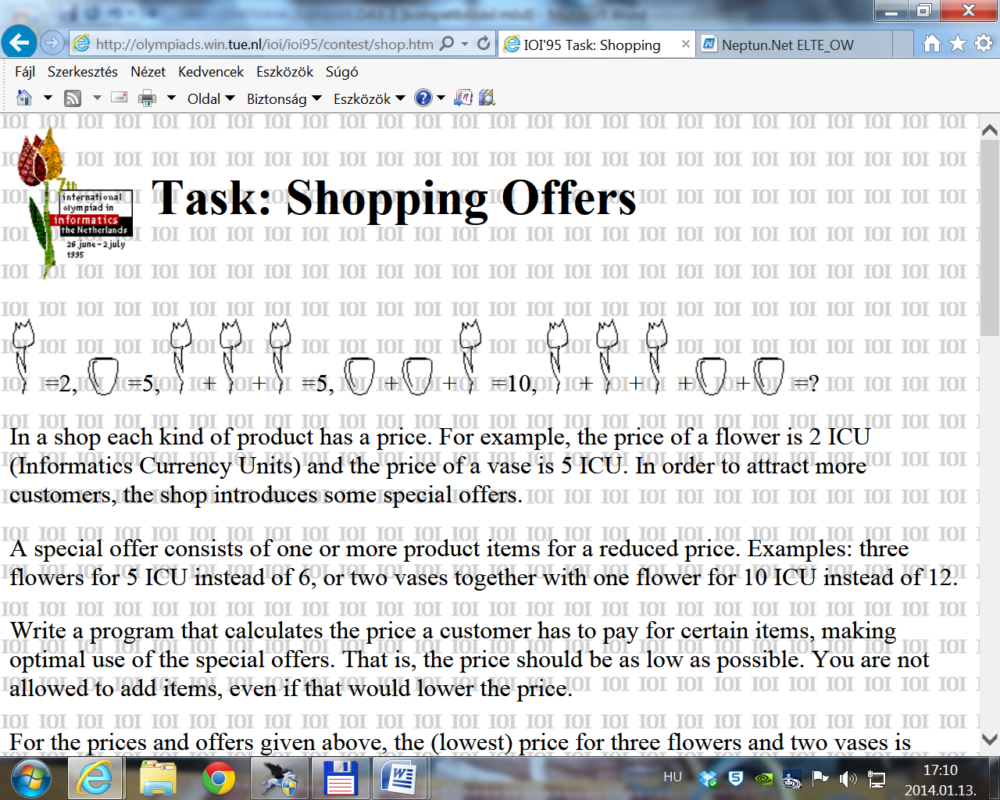 http://olympiads.win.tue.nl/ioi/ioi95/contest/shop.htm
IOI'95 Task: Shopping
Neptun.Net ELTE_OW
Fájl Szerkesztés Nézet Kedvencek Eszközök Súgó
Oldal Biztonság Eszközök
7th
international
olympiad in
informatics
the Netherlands
26 june - 2 july
1995
Task: Shopping Offers
=2, =5, + + =5, + + =10, + + + + =?
In a shop each kind of product has a price. For example, the price of a flower is 2 ICU
(Informatics Currency Units) and the price of a vase is 5 ICU. In order to attract more
customers, the shop introduces some special offers.
A special offer consists of one or more product items for a reduced price. Examples: three
flowers for 5 ICU instead of 6, or two vases together with one flower for 10 ICU instead of 12.
Write a program that calculates the price a customer has to pay for certain items, making
optimal use of the special offers. That is, the price should be as low as possible. You are not
allowed to add items, even if that would lower the price.
For the prices and offers given above, the (lowest) price for three flowers and two vases is
HU
17:10
2014.01.13.